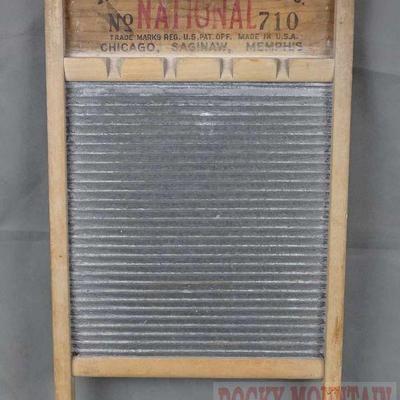 No NATIONAL 710
TRADE MARKS REG. U.S. PAT. OFF. MADE IN U.S.A.
CHICAGO, SAGINAW, MEMPHIS
ROCKY MOUNTAIN